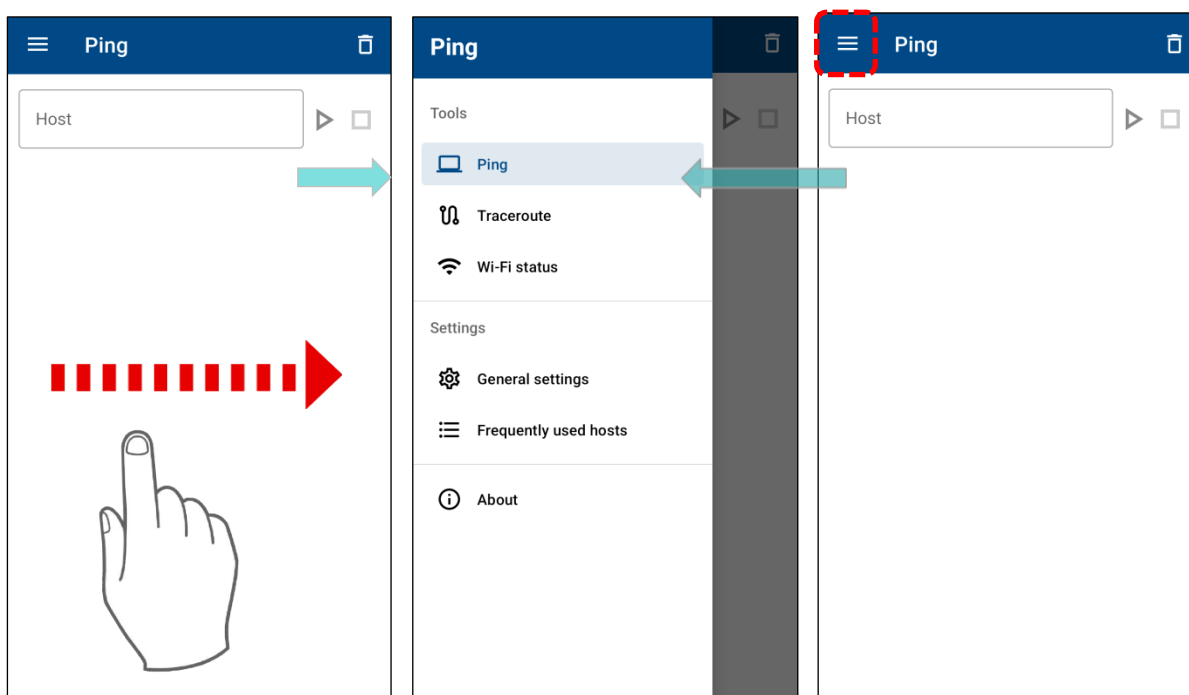 Ping
Host
Ping
Tools
Ping
Traceroute
Wi-Fi status
Settings
General settings
Frequently used hosts
About
Ping
Host